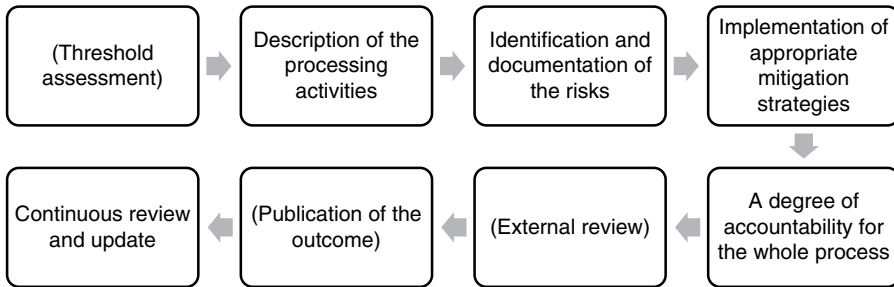 (Threshold
assessment)
Description of the
processing
activities
Identification and
documentation of
the risks
Implementation of
appropriate
mitigation
strategies
A degree of
accountability for
the whole process
(External review)
(Publication of the
outcome)
Continuous review
and update